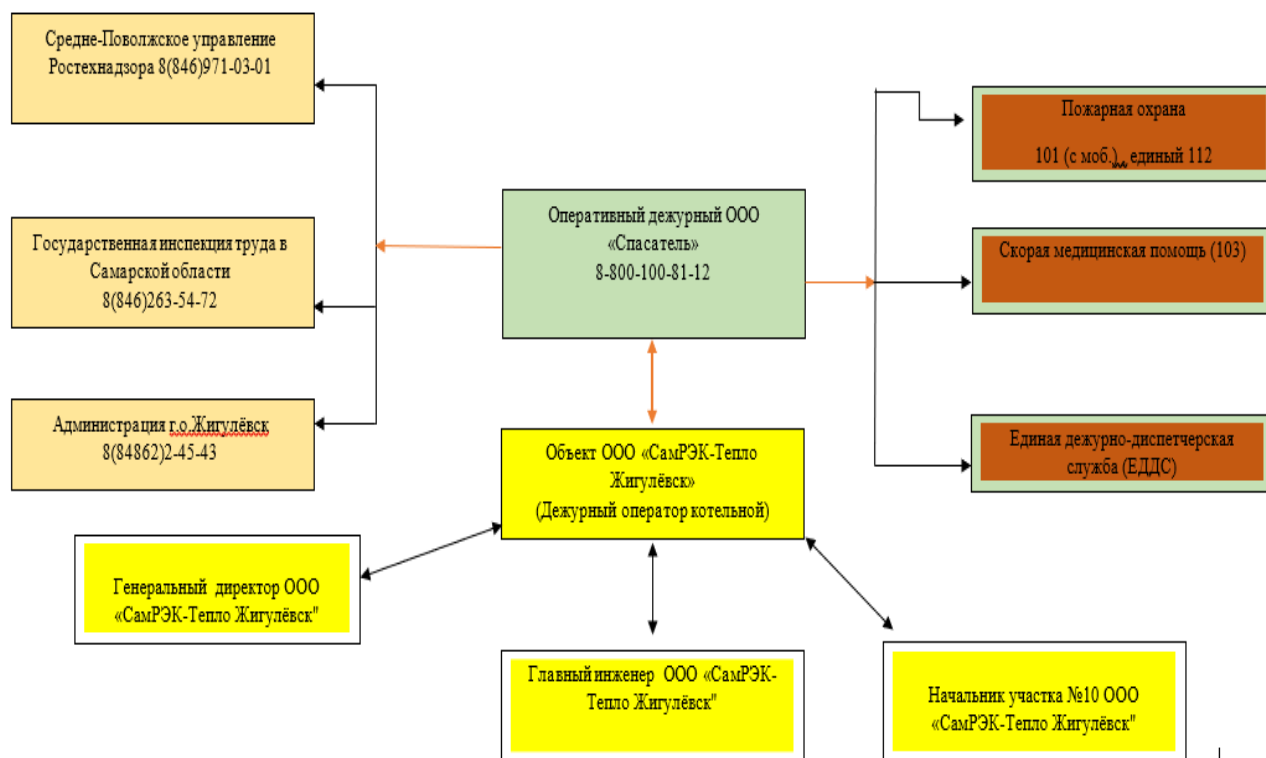 Средне-Поволжское управление
Ростехнадзора 8(846)971-03-01
Пожарная охрана
101 (с моб.), единый 112
Оперативный дежурный ООО
«Спасатель»
8-800-100-81-12
Государственная инспекция труда в
Самарской области
8(846)263-54-72
Скорая медицинская помощь (103)
Администрация г.о.Жигулёвск
8(84862)2-45-43
Единая дежурно-диспетчерская
служба (ЕДДС)
Объект ООО «СамРЭК-Тепло
Жигулёвск»
(Дежурный оператор котельной)
Генеральный директор ООО
«СамРЭК-Тепло Жигулёвск"
Главный инженер ООО «СамРЭК-
Тепло Жигулёвск"
Начальник участка №10 ООО
«СамРЭК-Тепло Жигулёвск"